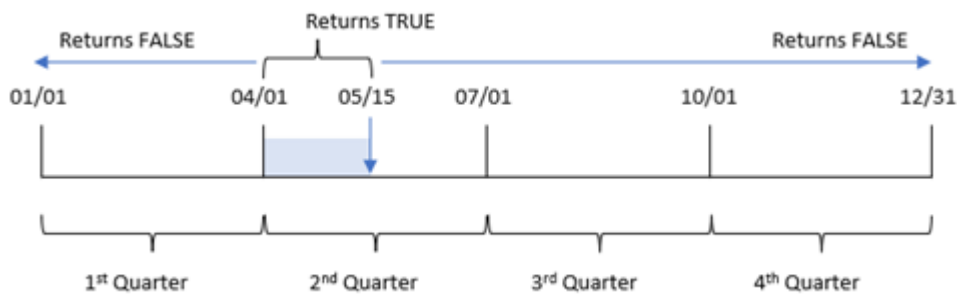 Returns TRUE
Returns FALSE Returns FALSE
01/01 04/01 05/15 07/01 10/01 12/31
1st Quarter 2nd Quarter 3rd Quarter 4th Quarter